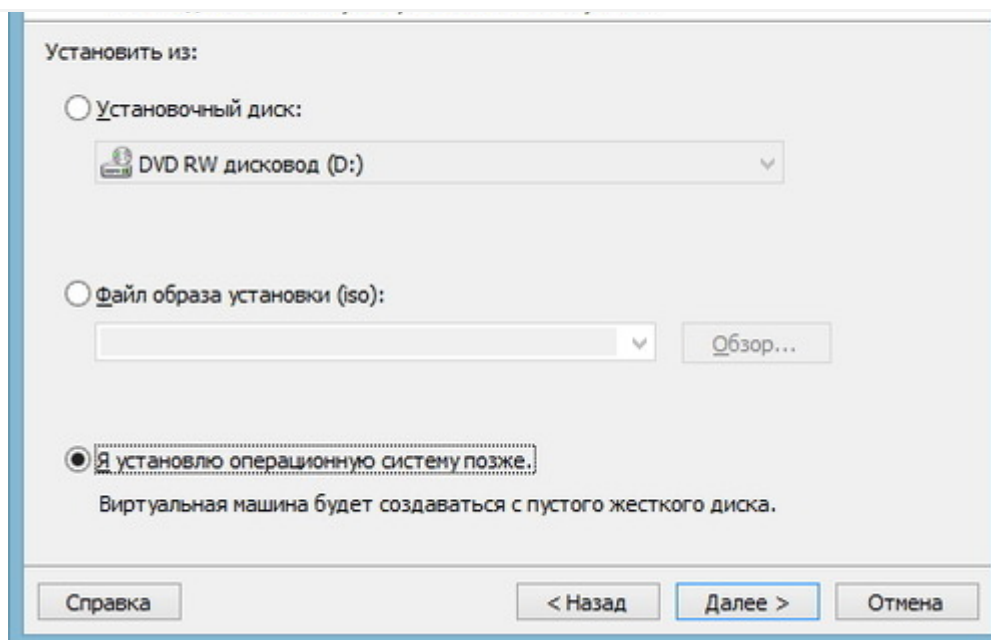 Установить из:
Установочный диск:
DVD RW дисковод (D:)
Файл образа установки (iso):
Обзор...
Я установлю операционную систему позже.
Виртуальная машина будет создаваться с пустого жесткого диска.
Справка
< Назад
Далее >
Отмена